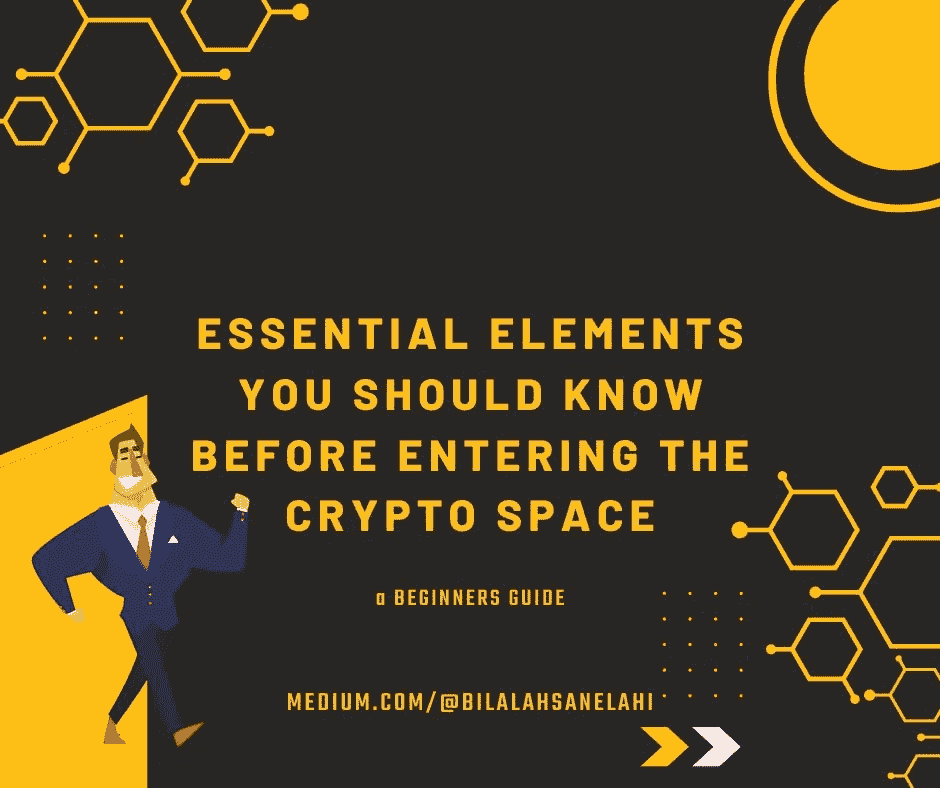 ESSENTIAL ELEMENTS
YOU SHOULD KNOW
BEFORE ENTERING THE
CRYPTO SPACE
a BEGINNERS GUIDE
MEDIUM.COM/@BILALAHSANELAHI